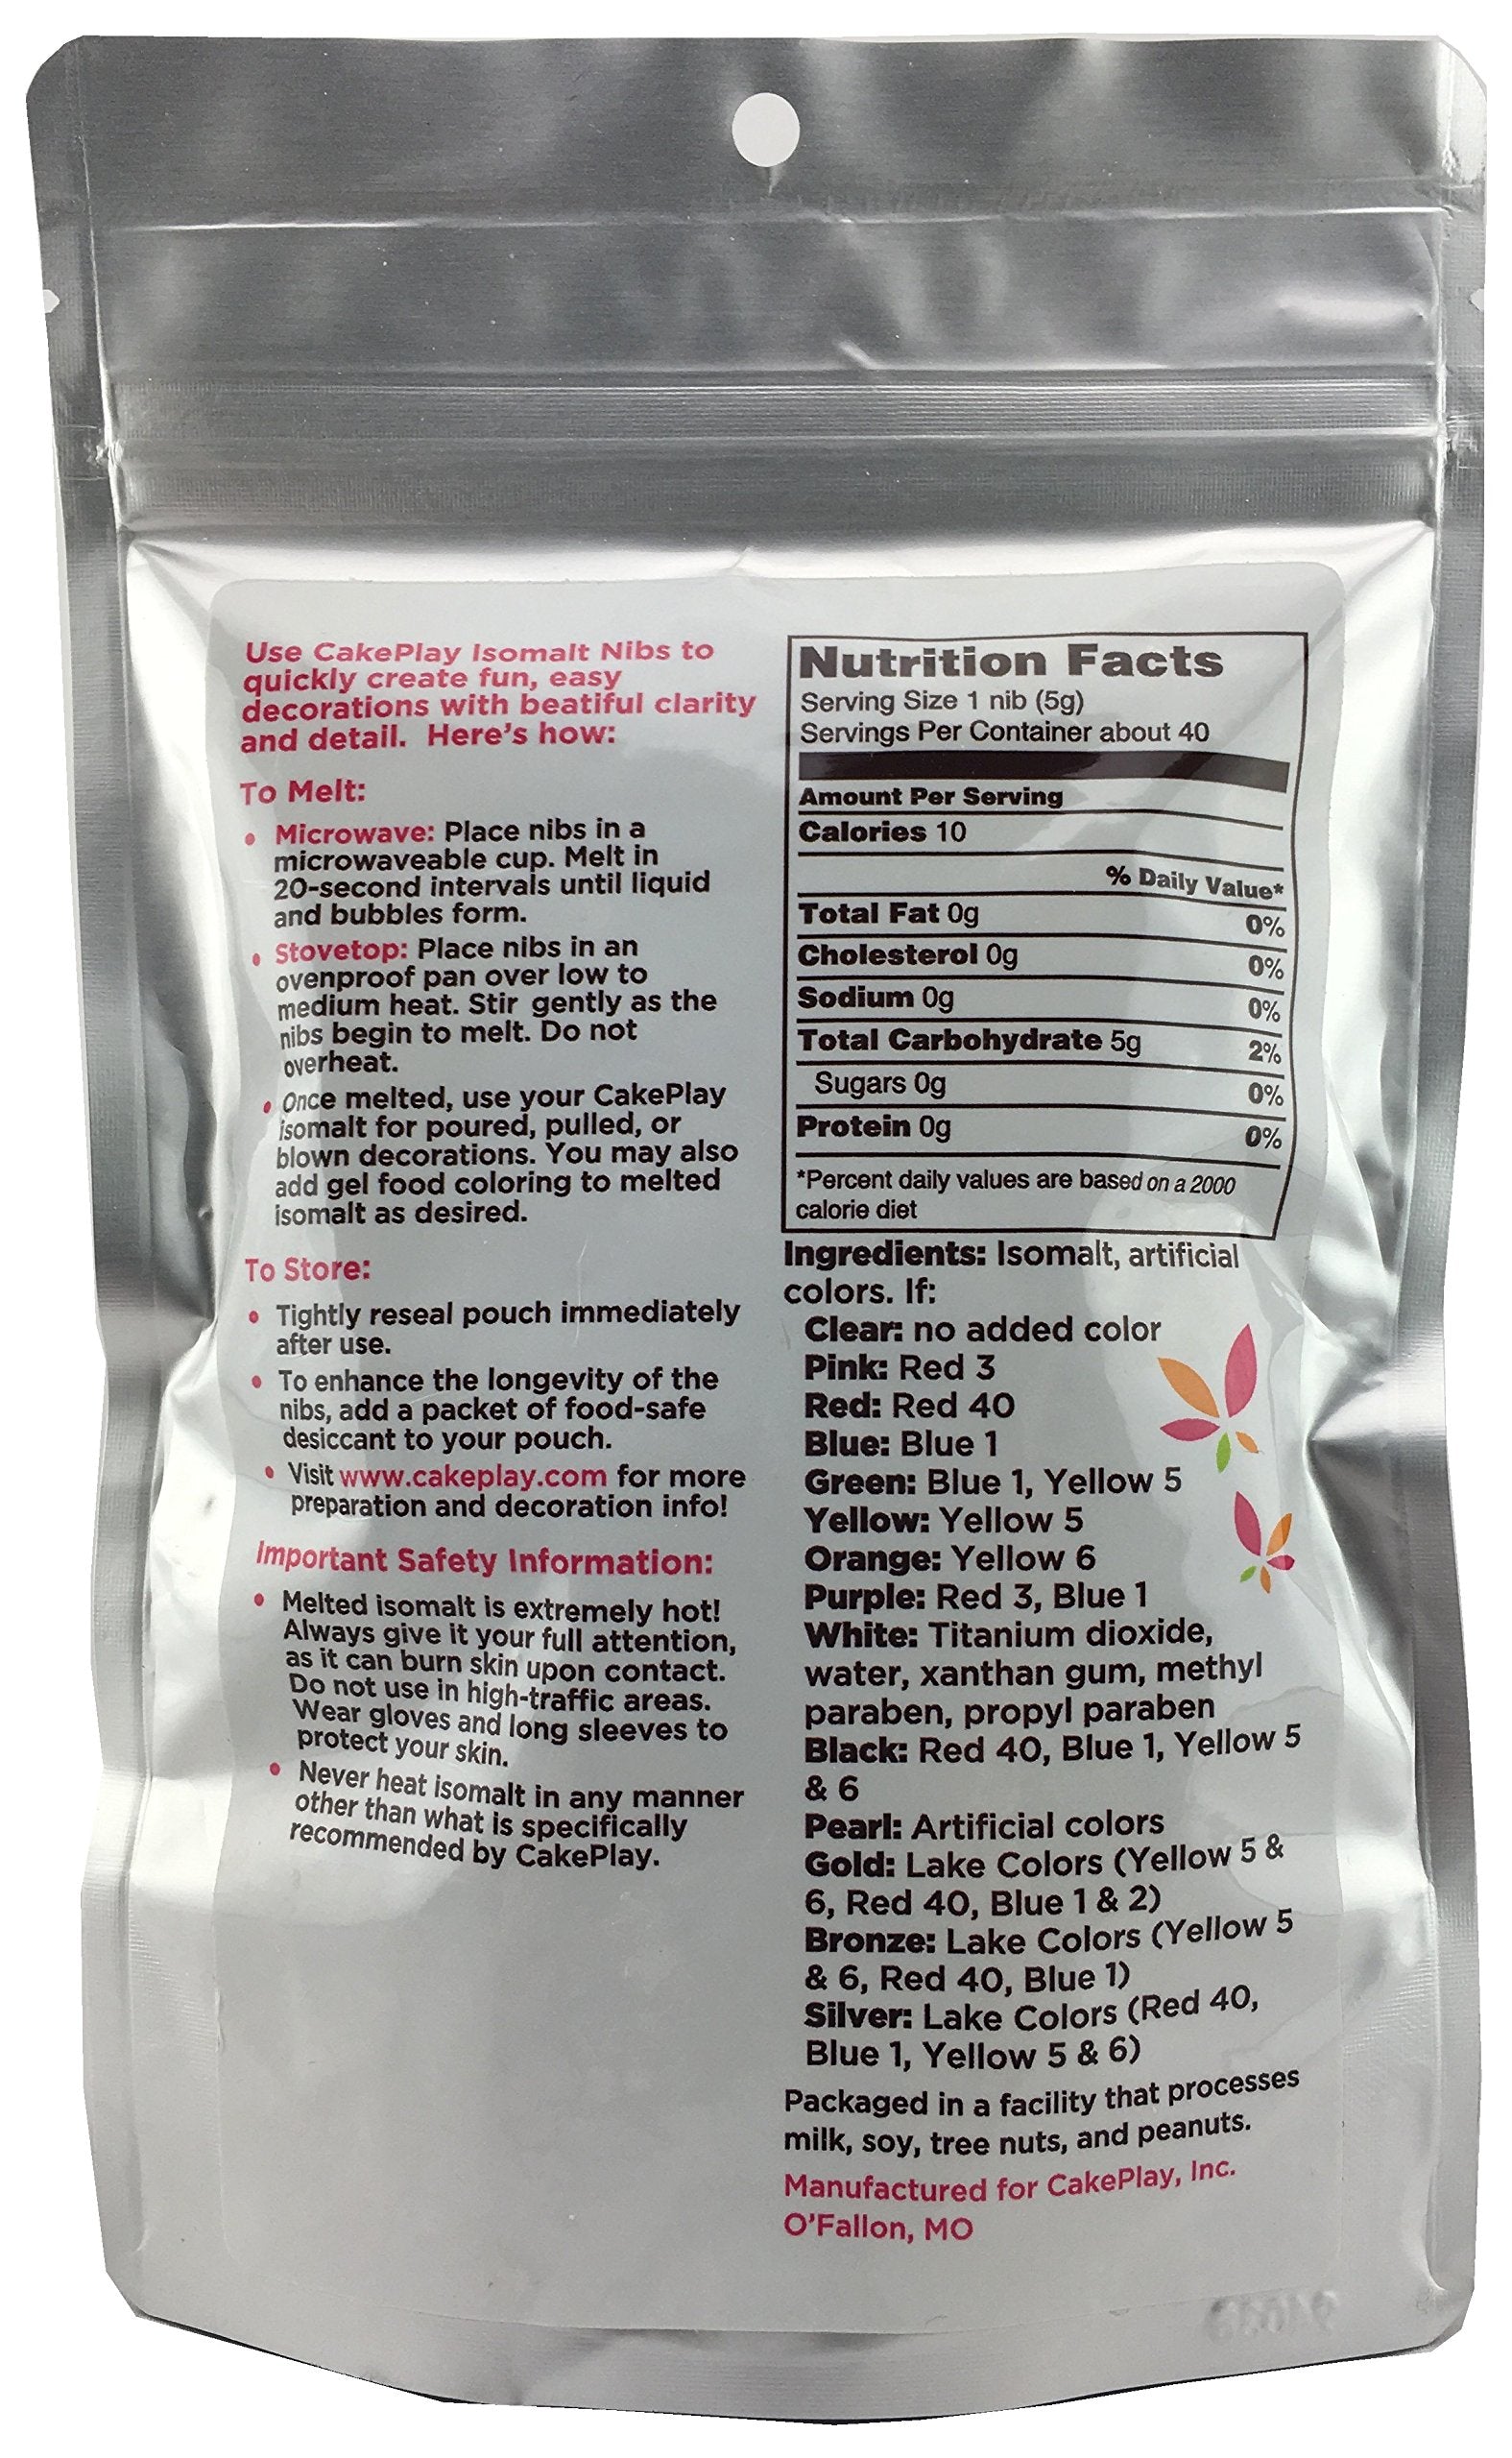 Use CakePlay Isomalt Nibs to
quickly create fun, easy
decorations with beatiful clarity
and detail. Here's how:
To Melt:
• Microwave: Place nibs in a
microwaveable cup. Melt in
20-second intervals until liquid
and bubbles form.
• Stovetop: Place nibs in an
ovenproof pan over low to
medium heat. Stir gently as the
nibs begin to melt. Do not
overheat.
• Once melted, use your CakePlay
isomalt for poured, pulled, or
blown decorations. You may also
add gel food coloring to melted
isomalt as desired.
To Store:
• Tightly reseal pouch immediately
after use.
• To enhance the longevity of the
nibs, add a packet of food-safe
desiccant to your pouch.
• Visit www.cakeplay.com for more
preparation and decoration info!
Important Safety Information:
• Melted isomalt is extremely hot!
Always give it your full attention,
as it can burn skin upon contact.
Do not use in high-traffic areas.
Wear gloves and long sleeves to
protect your skin.
• Never heat isomalt in any manner
other than what is specifically
recommended by CakePlay.
Nutrition Facts
Serving Size 1 nib (5g)
Servings Per Container about 40
Amount Per Serving
Calories 10
% Daily Value*
Total Fat 0g 0%
Cholesterol 0g 0%
Sodium 0g 0%
Total Carbohydrate 5g 2%
Sugars 0g 0%
Protein 0g 0%
*Percent daily values are based on a 2000
calorie diet
Ingredients: Isomalt, artificial
colors. If:
Clear: no added color
Pink: Red 3
Red: Red 40
Blue: Blue 1
Green: Blue 1, Yellow 5
Yellow: Yellow 5
Orange: Yellow 6
Purple: Red 3, Blue 1
White: Titanium dioxide,
water, xanthan gum, methyl
paraben, propyl paraben
Black: Red 40, Blue 1, Yellow 5
& 6
Pearl: Artificial colors
Gold: Lake Colors (Yellow 5 &
6, Red 40, Blue 1 & 2)
Bronze: Lake Colors (Yellow 5
& 6, Red 40, Blue 1)
Silver: Lake Colors (Red 40,
Blue 1, Yellow 5 & 6)
Packaged in a facility that processes
milk, soy, tree nuts, and peanuts.
Manufactured for CakePlay, Inc.
O'Fallon, MO